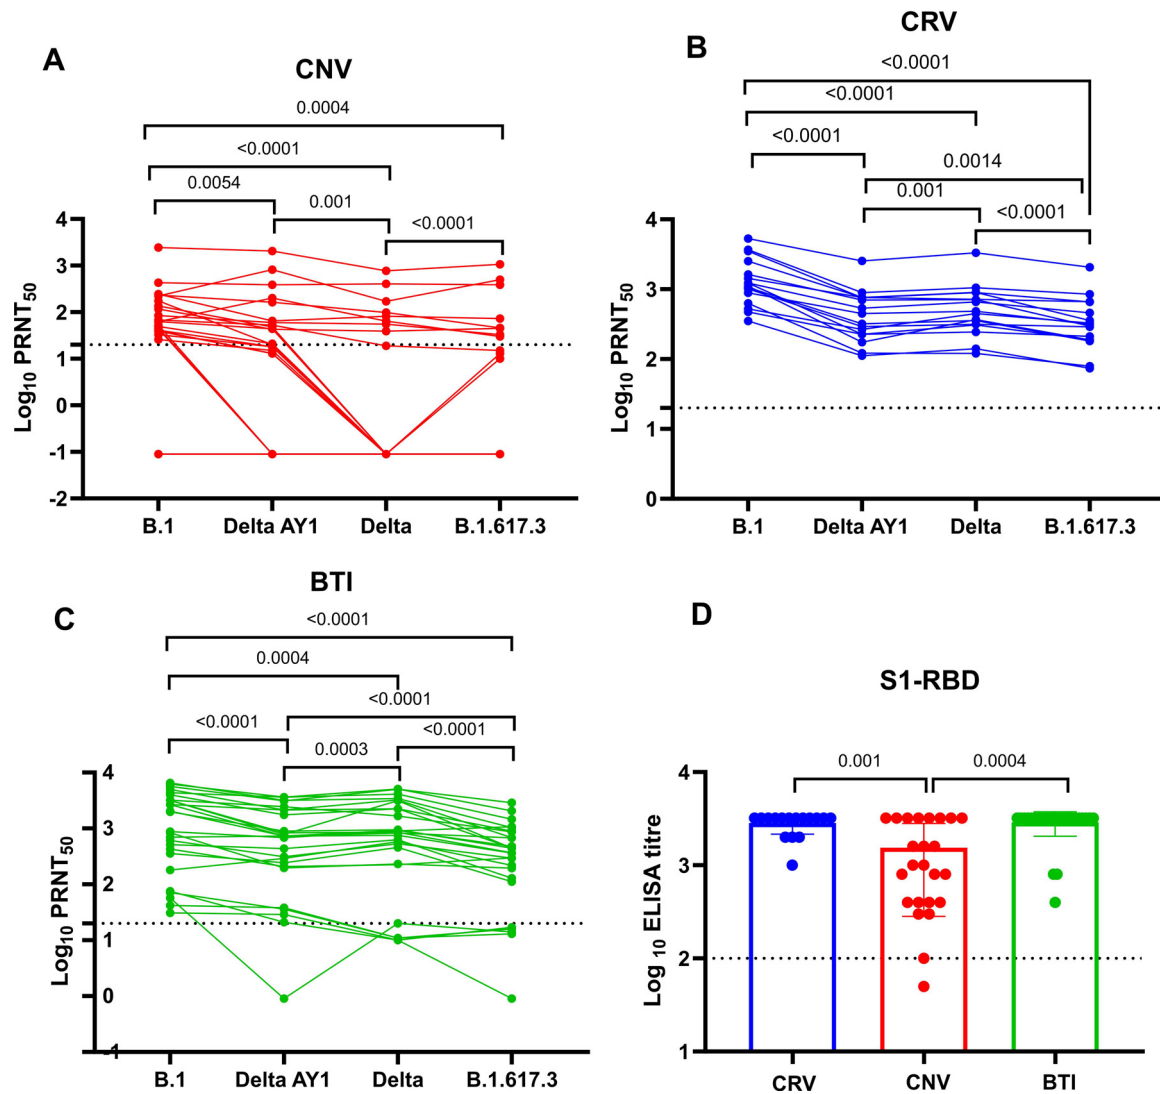 A
CNV
0.0004
<0.0001
0.0054
0.001
<0.0001
4
3
2
1
0
-1
-2
Log10 PRNT50
B.1 Delta AY1 Delta B.1.617.3
B
CRV
<0.0001
<0.0001
<0.0001
0.0014
0.001
<0.0001
4
3
2
1
0
Log10 PRNT50
B.1 Delta AY1 Delta B.1.617.3
C
BTI
<0.0001
0.0004
<0.0001
<0.0001
<0.0001
0.0003
4
3
2
1
0
-1
Log10 PRNT50
B.1 Delta AY1 Delta B.1.617.3
D
S1-RBD
0.001 0.0004
4
3
2
1
Log 10 ELISA titre
CRV CNV BTI